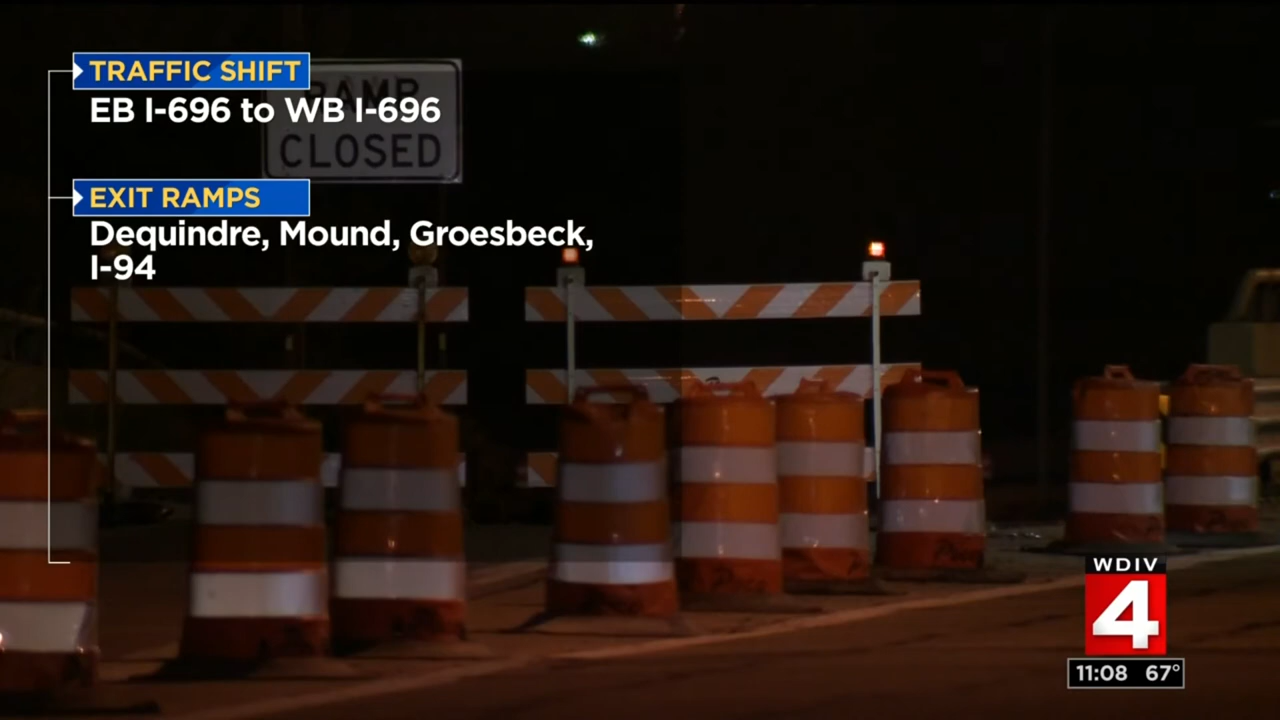 TRAFFIC SHIFT
EB I-696 to WB I-696
RAMP
CLOSED
EXIT RAMPS
Dequindre, Mound, Groesbeck,
I-94
WDIV
4
11:08 67°